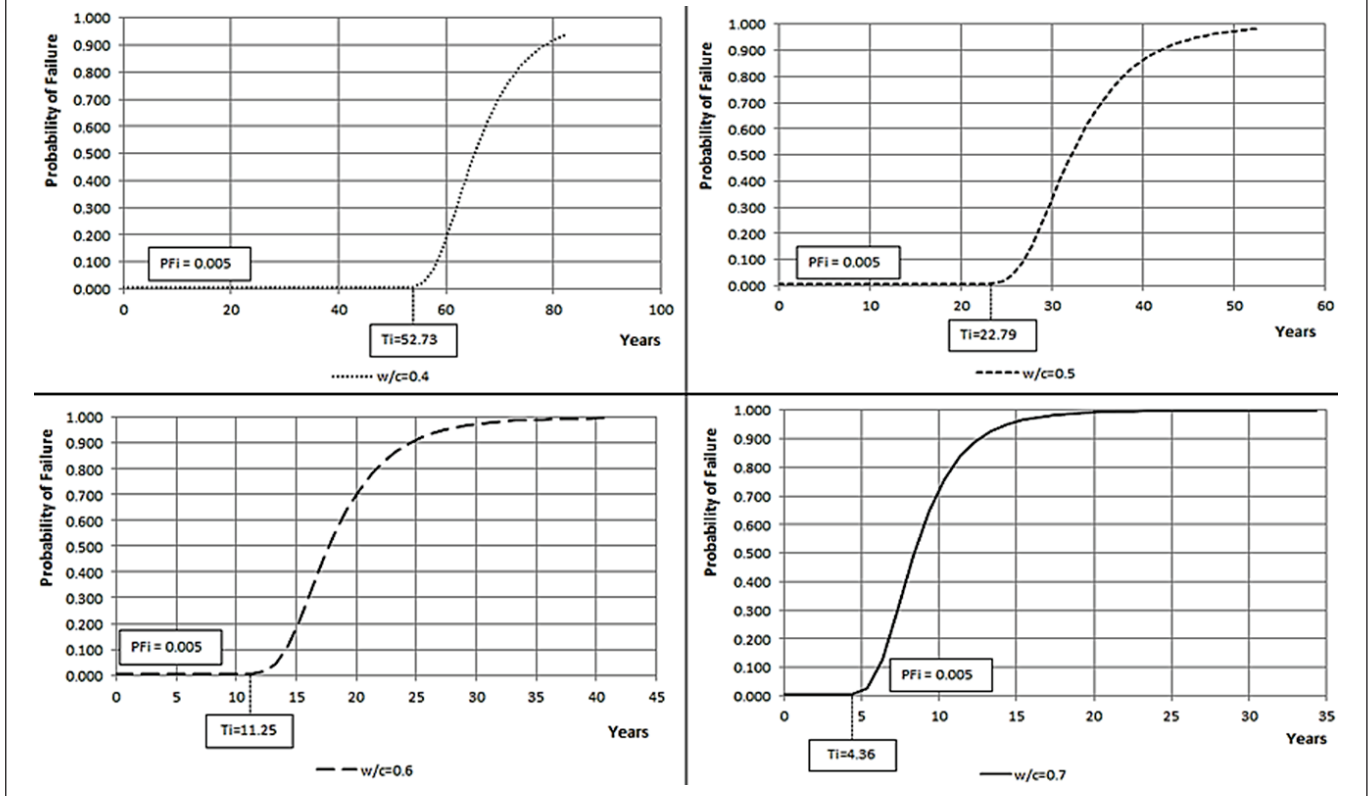 Probability of Failure
1.000
0.900
0.800
0.700
0.600
0.500
0.400
0.300
0.200
0.100
0.000
PFi = 0.005
0 20 40 60 80 100
Ti=52.73
Years
w/c=0.4
Probability of Failure
1.000
0.900
0.800
0.700
0.600
0.500
0.400
0.300
0.200
0.100
0.000
PFi = 0.005
0 10 20 30 40 50 60
Ti=22.79
Years
w/c=0.5
Probability of Failure
1.000
0.900
0.800
0.700
0.600
0.500
0.400
0.300
0.200
0.100
0.000
PFi = 0.005
0 5 10 15 20 25 30 35 40 45
Ti=11.25
Years
w/c=0.6
Probability of Failure
1.000
0.900
0.800
0.700
0.600
0.500
0.400
0.300
0.200
0.100
0.000
PFi = 0.005
0 5 10 15 20 25 30 35
Ti=4.36
Years
w/c=0.7